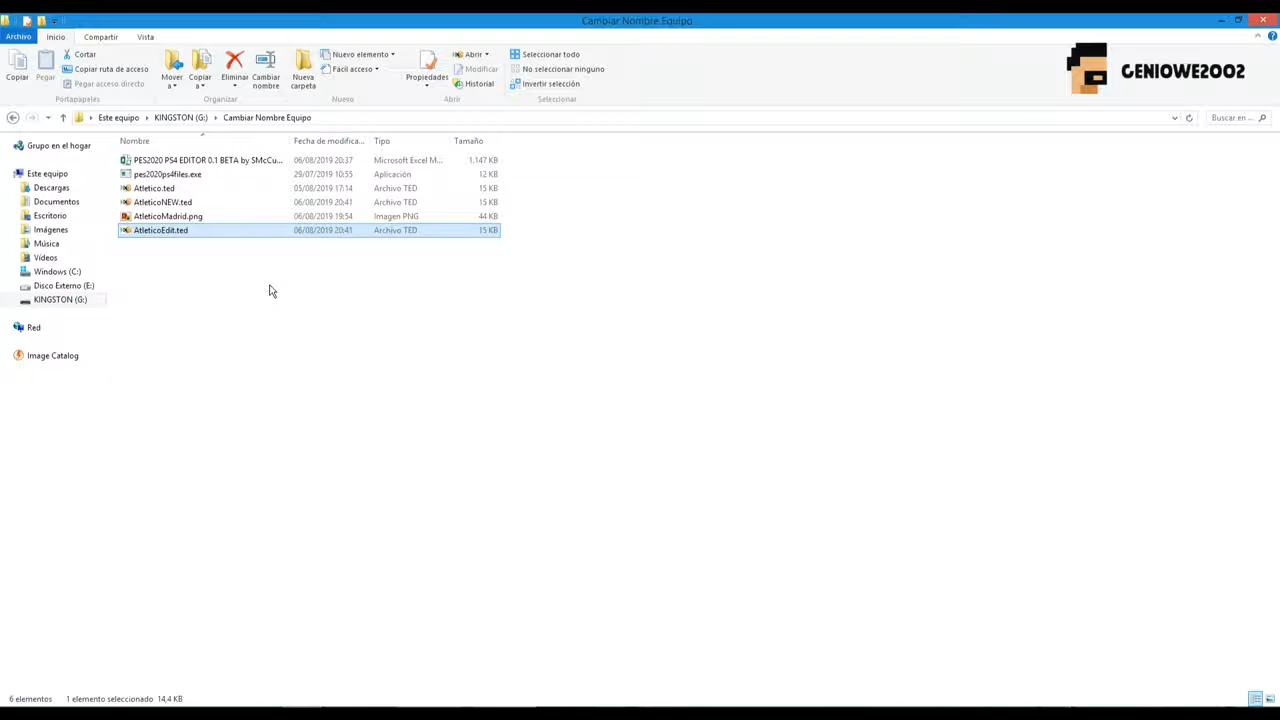 Cambiar Nombre Equipo
Archivo Inicio Compartir Vista
Copiar
Pegar
Cortar
Copiar ruta de acceso
Pegar acceso directo
Portapapeles
Mover a
Copiar a
Eliminar
Cambiar nombre
Organizar
Nueva carpeta
Nuevo elemento
Fácil acceso
Nuevo
Propiedades
Abrir
Modificar
Historial
Abrir
Seleccionar todo
No seleccionar ninguno
Invertir selección
Seleccionar
GENIOWE2002
Este equipo KINGSTON (G:) Cambiar Nombre Equipo
Buscar en ...
Grupo en el hogar
Este equipo
Descargas
Documentos
Escritorio
Imágenes
Música
Vídeos
Windows (C:)
Disco Externo (E:)
KINGSTON (G:)
Red
Image Catalog
Nombre Fecha de modifica... Tipo Tamaño
PES2020 PS4 EDITOR 0.1 BETA by SMcCu... 06/08/2019 20:37 Microsoft Excel M... 1.147 KB
pes2020ps4files.exe 29/07/2019 10:55 Aplicación 12 KB
Atletico.ted 05/08/2019 17:14 Archivo TED 15 KB
AtleticoNEW.ted 06/08/2019 20:41 Archivo TED 15 KB
AtleticoMadrid.png 06/08/2019 19:54 Imagen PNG 44 KB
AtleticoEdit.ted 06/08/2019 20:41 Archivo TED 15 KB
6 elementos 1 elemento seleccionado 14,4 KB